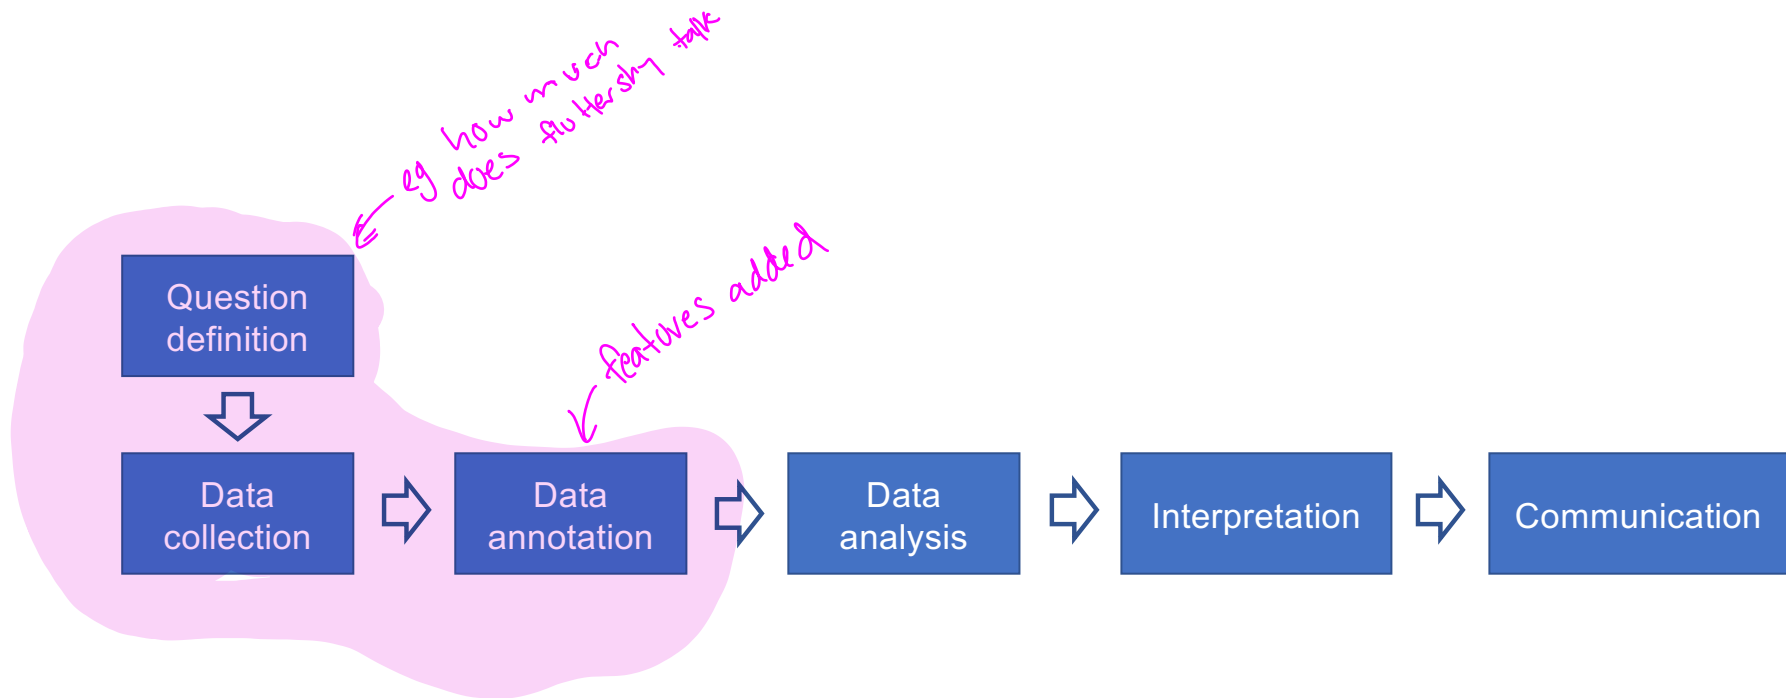 eg how much
does fluttershy talk
features added
Question
definition
Data
collection
Data
annotation
Data
analysis
Interpretation
Communication